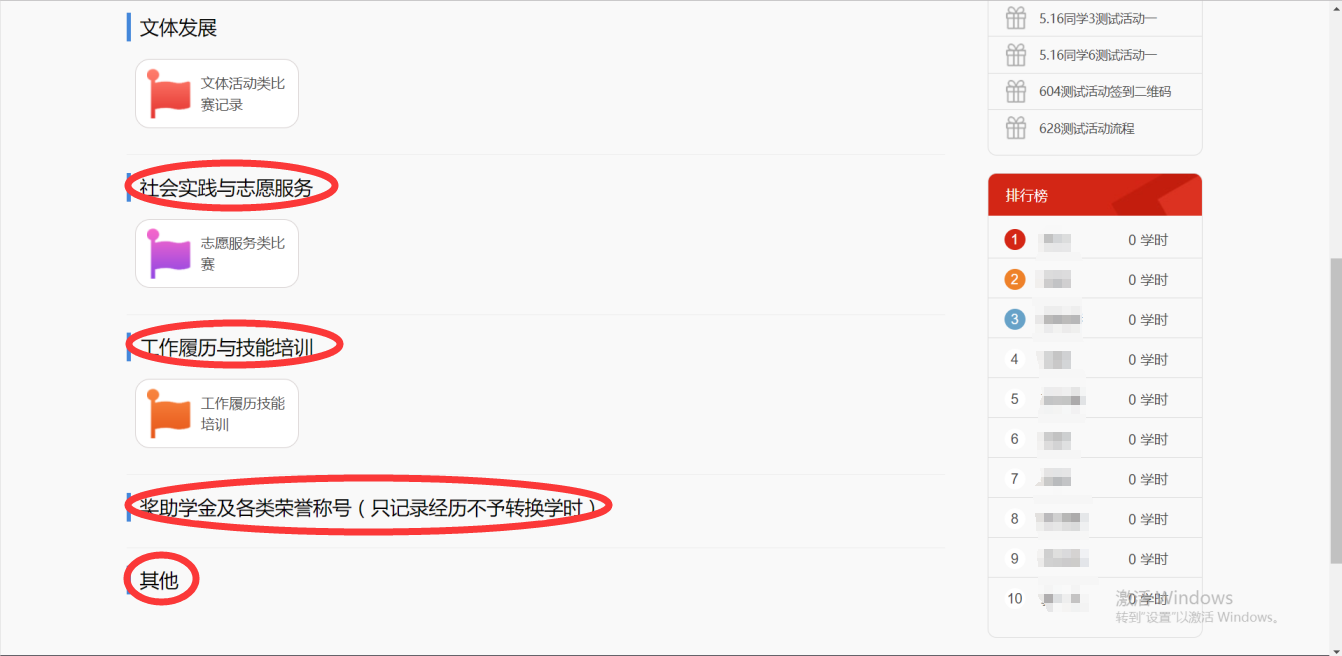 文体发展
文体活动类比
赛记录
社会实践与志愿服务
志愿服务类比
赛
工作履历与技能培训
工作履历技能
培训
奖助学金及各类荣誉称号（只记录经历不予转换学时）
其他
5.16同学3测试活动一
5.16同学6测试活动一
604测试活动签到二维码
628测试活动流程
排行榜
1 0 学时
2 0 学时
3 0 学时
4 0 学时
5 0 学时
6 0 学时
7 0 学时
8 0 学时
9 0 学时
10 0 学时
激活 Windows
转到"设置"以激活 Windows。